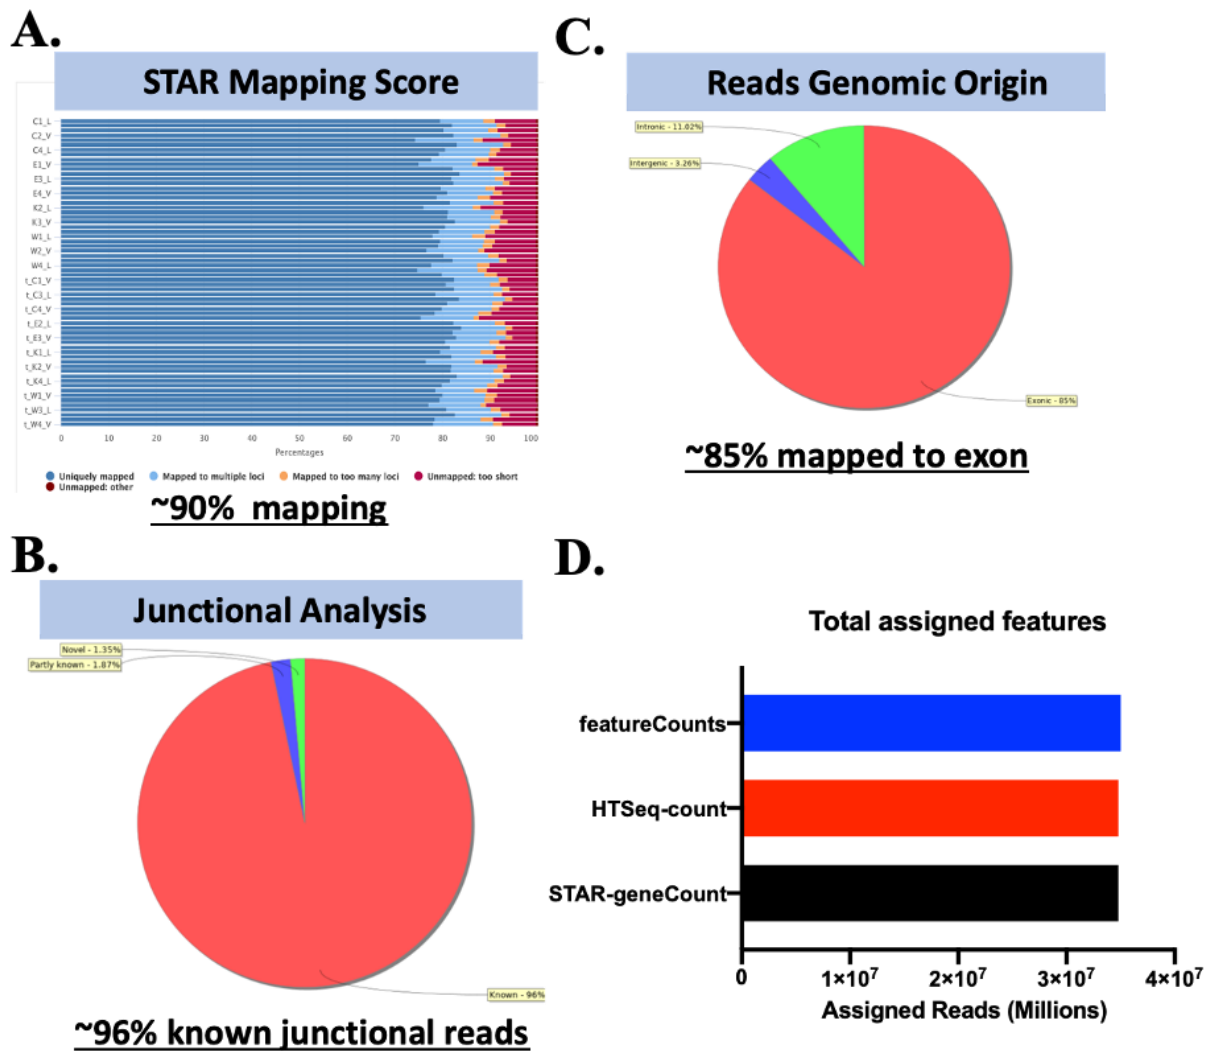 A.
STAR Mapping Score
C1_L
C2_V
C4_L
E1_V
E3_L
E4_V
K2_L
K3_V
W1_L
W2_V
W4_L
t_C1_V
t_C3_L
t_C4_V
t_E2_L
t_E3_V
t_K1_L
t_K2_V
t_K4_L
t_W1_V
t_W3_L
t_W4_V
0 10 20 30 40 50 60 70 80 90 100
Percentages
Uniquely mapped Mapped to multiple loci Mapped to too many loci Unmapped: too short
Unmapped: other
~90% mapping
B.
Junctional Analysis
Novel - 1.35%
Partly known - 1.87%
Known - 96%
~96% known junctional reads
C.
Reads Genomic Origin
Intronic - 11.02%
Intergenic - 3.26%
Exonic - 85%
~85% mapped to exon
D.
Total assigned features
featureCounts
HTSeq-count
STAR-geneCount
0 1×10⁷ 2×10⁷ 3×10⁷ 4×10⁷
Assigned Reads (Millions)